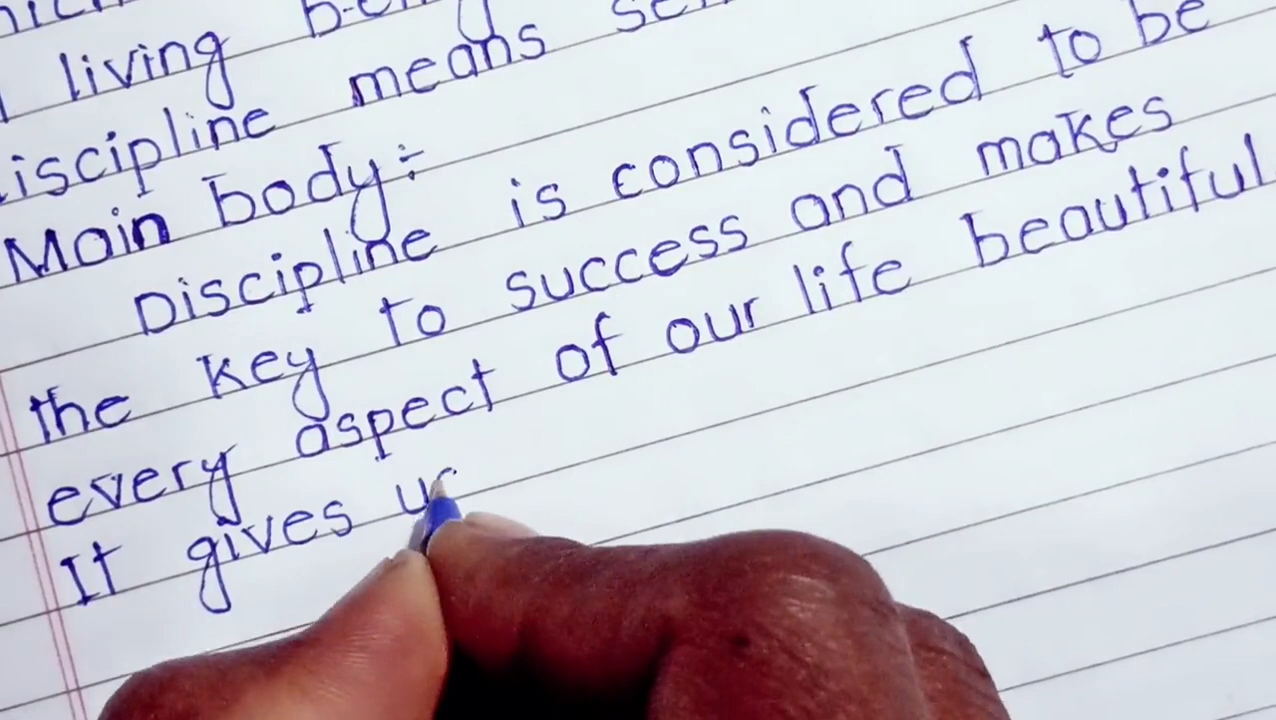 living
discipline means
Main body:-
Discipline is considered to be
the key to success and makes
every aspect of our life beautiful
It gives us